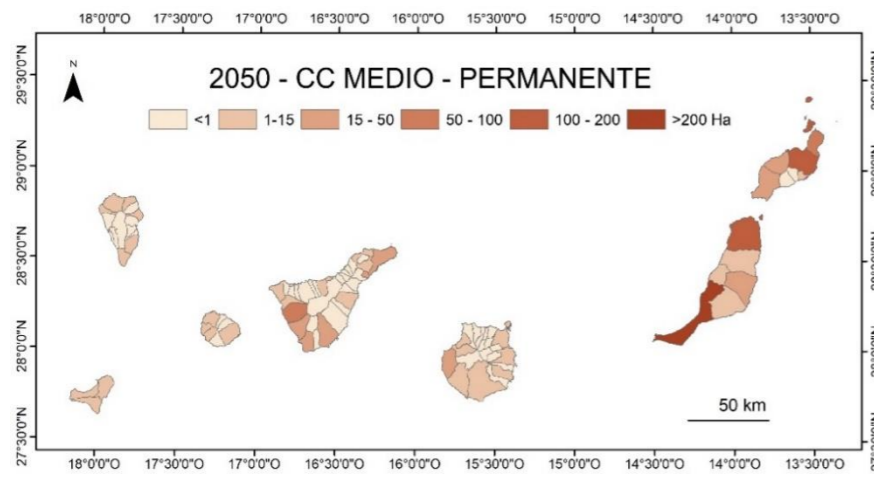 18°0'0"O 17°30'0"O 17°0'0"O 16°30'0"O 16°0'0"O 15°30'0"O 15°0'0"O 14°30'0"O 14°0'0"O 13°30'0"O
N
2050 - CC MEDIO - PERMANENTE
<1 1-15 15 - 50 50 - 100 100 - 200 >200 Ha
29°30'0"N
29°0'0"N
28°30'0"N
28°0'0"N
27°30'0"N
50 km
18°0'0"O 17°30'0"O 17°0'0"O 16°30'0"O 16°0'0"O 15°30'0"O 15°0'0"O 14°30'0"O 14°0'0"O 13°30'0"O